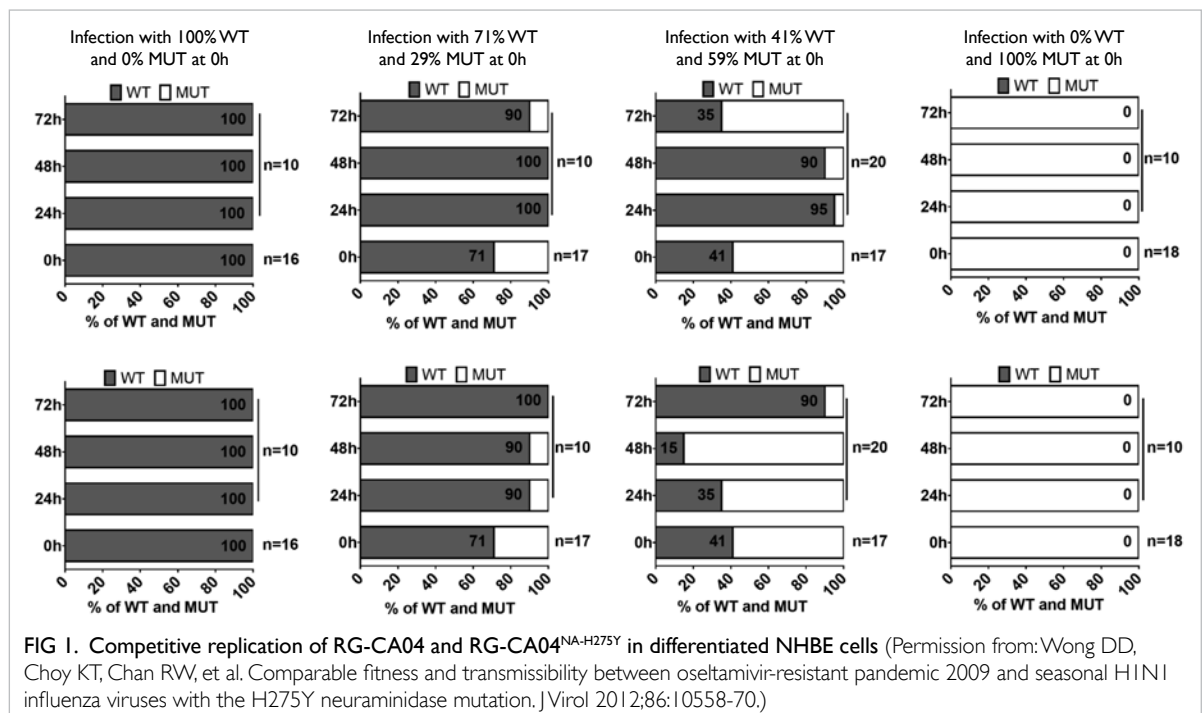 Infection with 100% WT
and 0% MUT at 0h
Infection with 71% WT
and 29% MUT at 0h
Infection with 41% WT
and 59% MUT at 0h
Infection with 0% WT
and 100% MUT at 0h
WT MUT
72h 100
48h 100 n=10
24h 100
0h 100 n=16
0 20 40 60 80 100
% of WT and MUT
WT MUT
72h 90
48h 100 n=10
24h 100
0h 71 n=17
0 20 40 60 80 100
% of WT and MUT
WT MUT
72h 35
48h 90 n=20
24h 95
0h 41 n=17
0 20 40 60 80 100
% of WT and MUT
WT MUT
72h 0
48h 0 n=10
24h 0
0h 0 n=18
0 20 40 60 80 100
% of WT and MUT
WT MUT
72h 100
48h 100 n=10
24h 100
0h 100 n=16
0 20 40 60 80 100
% of WT and MUT
WT MUT
72h 100
48h 90 n=10
24h 90
0h 71 n=17
0 20 40 60 80 100
% of WT and MUT
WT MUT
72h 90
48h 15 n=20
24h 35
0h 41 n=17
0 20 40 60 80 100
% of WT and MUT
WT MUT
72h 0
48h 0 n=10
24h 0
0h 0 n=18
0 20 40 60 80 100
% of WT and MUT
FIG 1. Competitive replication of RG-CA04 and RG-CA04NA-H275Y in differentiated NHBE cells (Permission from: Wong DD,
Choy KT, Chan RW, et al. Comparable fitness and transmissibility between oseltamivir-resistant pandemic 2009 and seasonal H1N1
influenza viruses with the H275Y neuraminidase mutation. J Virol 2012;86:10558-70.)